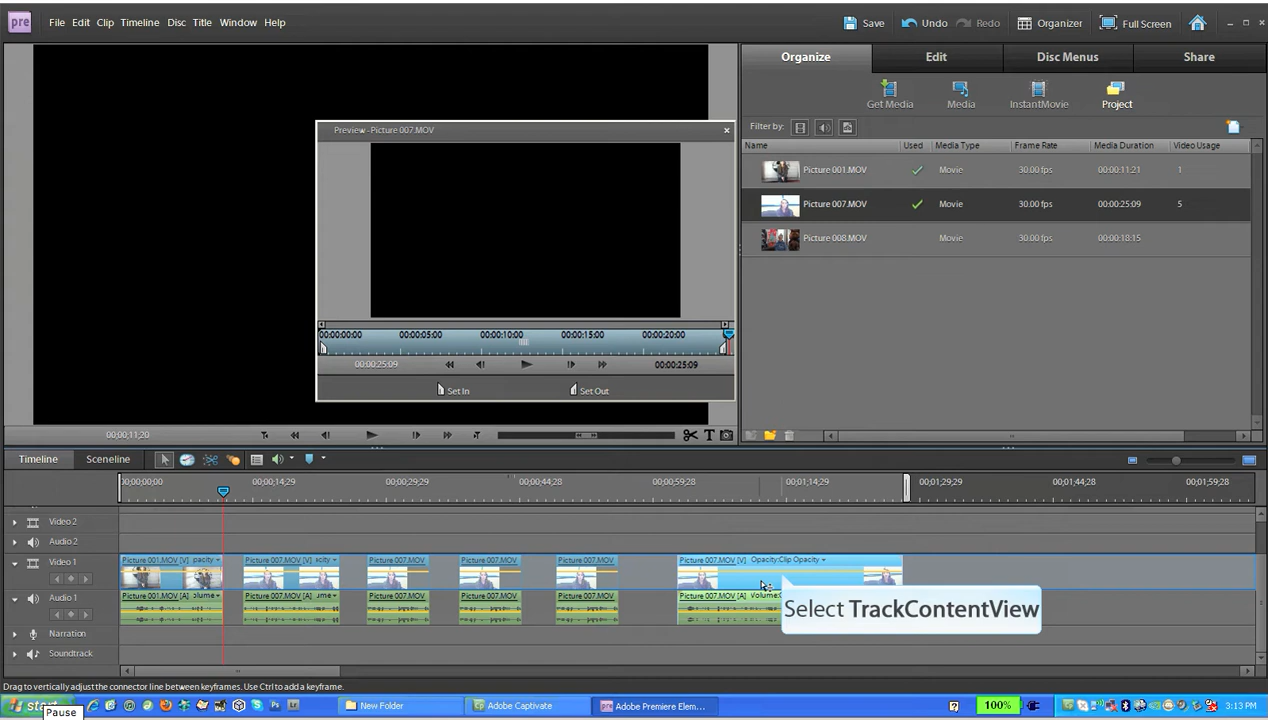 pre File Edit Clip Timeline Disc Title Window Help Save Undo Redo Organizer Full Screen
Organize Edit Disc Menus Share
Get Media Media InstantMovie Project
Preview - Picture 007.MOV Filter by:
Name Used Media Type Frame Rate Media Duration Video Usage
Picture 001.MOV Movie 30.00 fps 00:00:11:21 1
Picture 007.MOV Movie 30.00 fps 00:00:25:09 5
Picture 008.MOV Movie 30.00 fps 00:00:18:15
00:00:00:00 00:00:05:00 00:00:10:00 00:00:15:00 00:00:20:00
00:00:25:09 00:00:25:09
Set In Set Out
00;00;11;20 T
Timeline Sceneline
00;00;00;00 00;00;14;29 00;00;29;29 00;00;44;28 00;00;59;28 00;01;14;29 00;01;29;29 00;01;44;28 00;01;59;28
Video 2
Audio 2
Video 1 Picture 001.MOV [V] pacity Picture 007.MOV [V] acity Picture 007.MOV [V] Picture 007.MOV [V] Picture 007.MOV [V] Picture 007.MOV [V] Opacity:Clip Opacity
Audio 1 Picture 001.MOV [A] olume: Picture 007.MOV [A] ume: Picture 007.MOV [A] Picture 007.MOV [A] Picture 007.MOV [A] Picture 007.MOV [A]
Select TrackContentView
Narration
Soundtrack
Drag to vertically adjust the connector line between keyframes. Use Ctrl to add a keyframe.
start New Folder Adobe Captivate Adobe Premiere Elem... 100% 3:13 PM
Pause